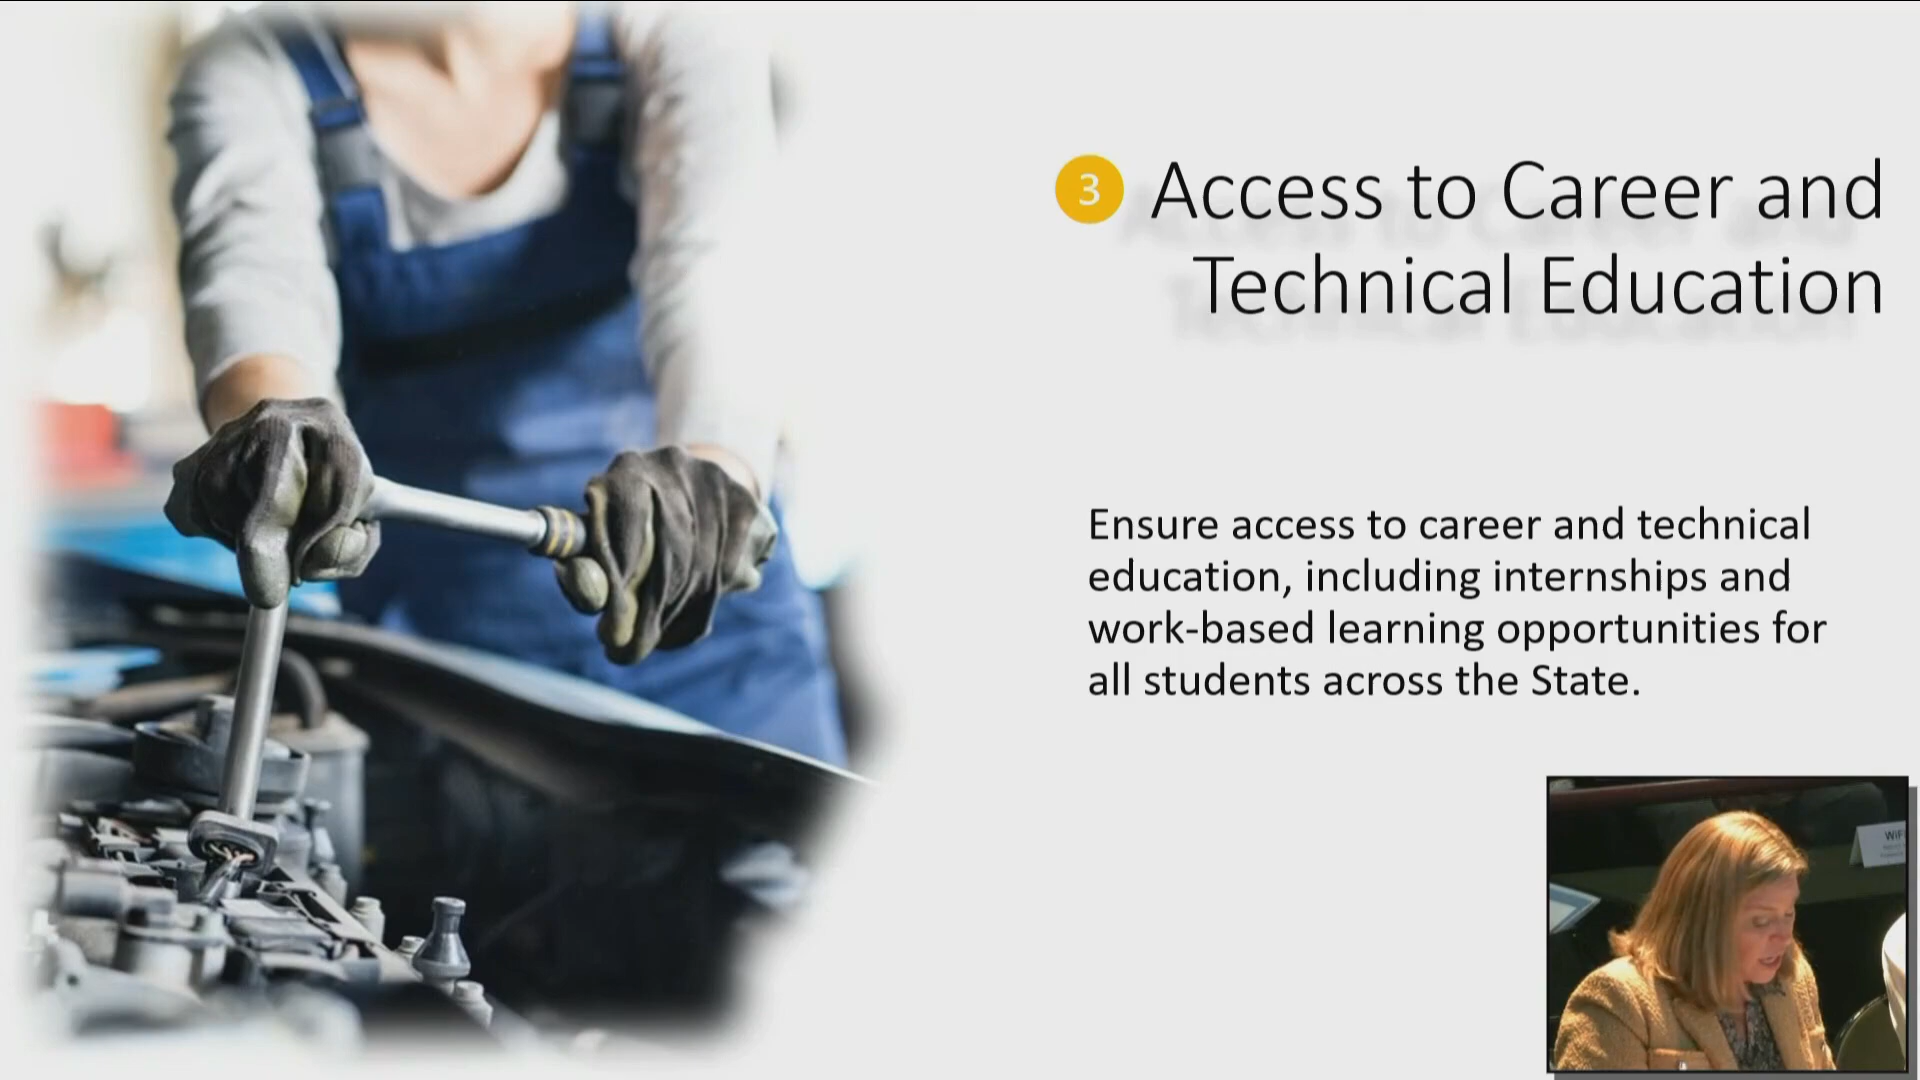 3 Access to Career and
Technical Education
Ensure access to career and technical
education, including internships and
work-based learning opportunities for
all students across the State.